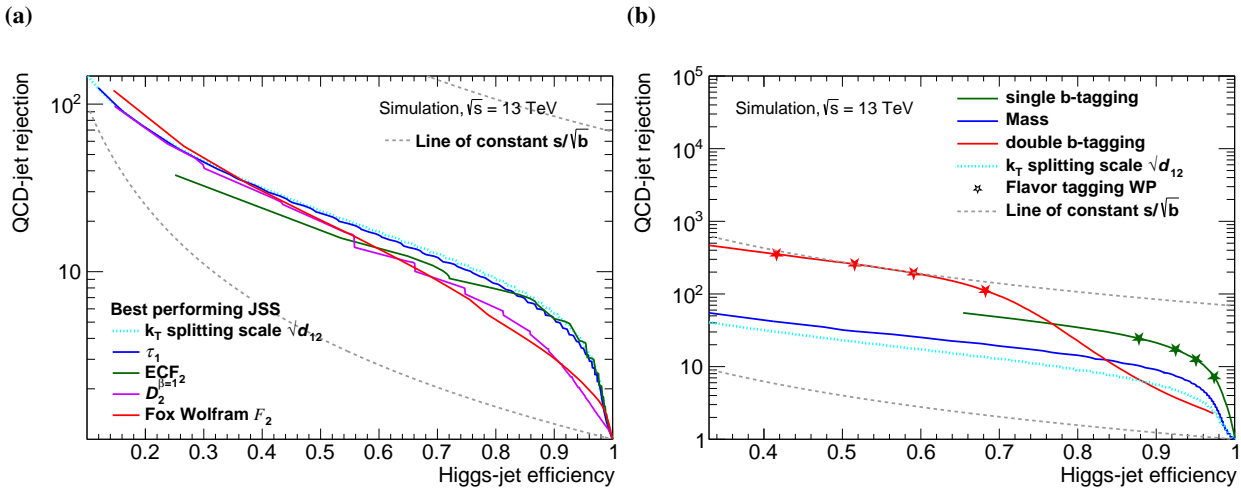 (a)
QCD-jet rejection
10²
10
1
Simulation, √s = 13 TeV
Line of constant s/√b
Best performing JSS
k_T splitting scale √d₁₂
τ₁
ECF₂
D₂^{β=1²}
Fox Wolfram F₂
0.2 0.3 0.4 0.5 0.6 0.7 0.8 0.9 1
Higgs-jet efficiency
(b)
QCD-jet rejection
10⁵
10⁴
10³
10²
10
1
Simulation, √s = 13 TeV
single b-tagging
Mass
double b-tagging
k_T splitting scale √d₁₂
Flavor tagging WP
Line of constant s/√b
0.4 0.5 0.6 0.7 0.8 0.9 1
Higgs-jet efficiency